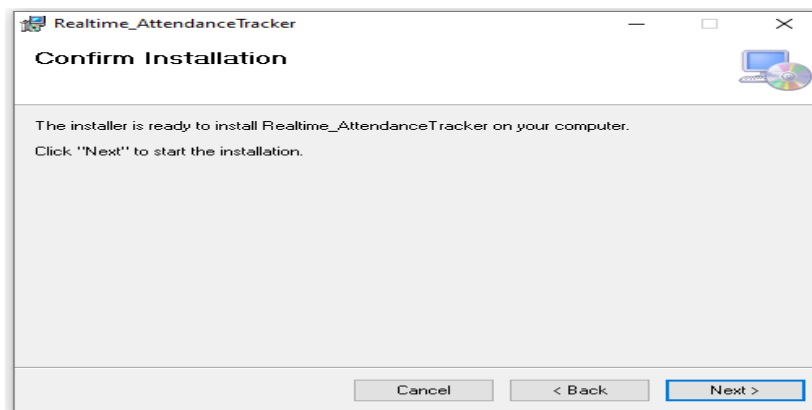 Realtime_AttendanceTracker
Confirm Installation
The installer is ready to install Realtime_AttendanceTracker on your computer.
Click "Next" to start the installation.
Cancel
< Back
Next >